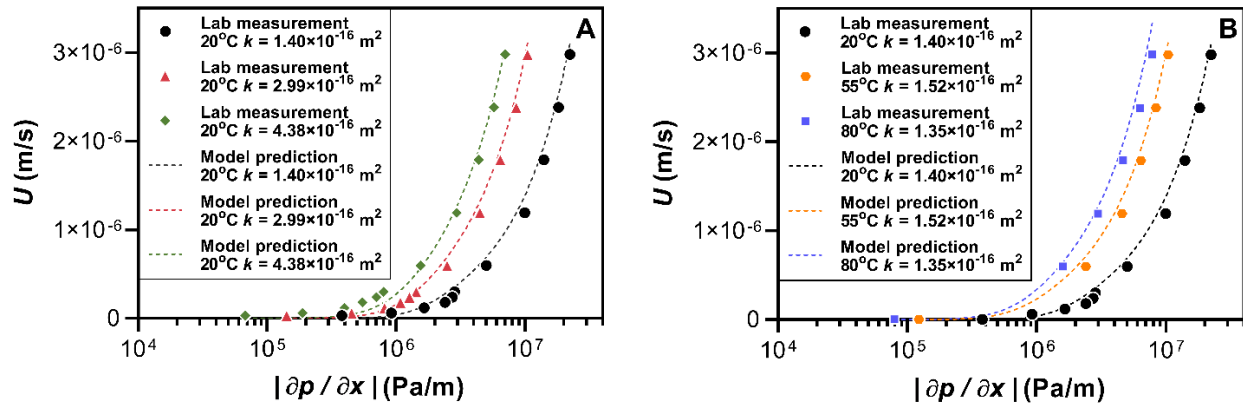 A
Lab measurement
20°C k = 1.40×10⁻¹⁶ m²
Lab measurement
20°C k = 2.99×10⁻¹⁶ m²
Lab measurement
20°C k = 4.38×10⁻¹⁶ m²
Model prediction
20°C k = 1.40×10⁻¹⁶ m²
Model prediction
20°C k = 2.99×10⁻¹⁶ m²
Model prediction
20°C k = 4.38×10⁻¹⁶ m²
U (m/s)
3×10⁻⁶
2×10⁻⁶
1×10⁻⁶
0
10⁴
10⁵
10⁶
10⁷
|∂p / ∂x| (Pa/m)
B
Lab measurement
20°C k = 1.40×10⁻¹⁶ m²
Lab measurement
55°C k = 1.52×10⁻¹⁶ m²
Lab measurement
80°C k = 1.35×10⁻¹⁶ m²
Model prediction
20°C k = 1.40×10⁻¹⁶ m²
Model prediction
55°C k = 1.52×10⁻¹⁶ m²
Model prediction
80°C k = 1.35×10⁻¹⁶ m²
U (m/s)
3×10⁻⁶
2×10⁻⁶
1×10⁻⁶
0
10⁴
10⁵
10⁶
10⁷
|∂p / ∂x| (Pa/m)